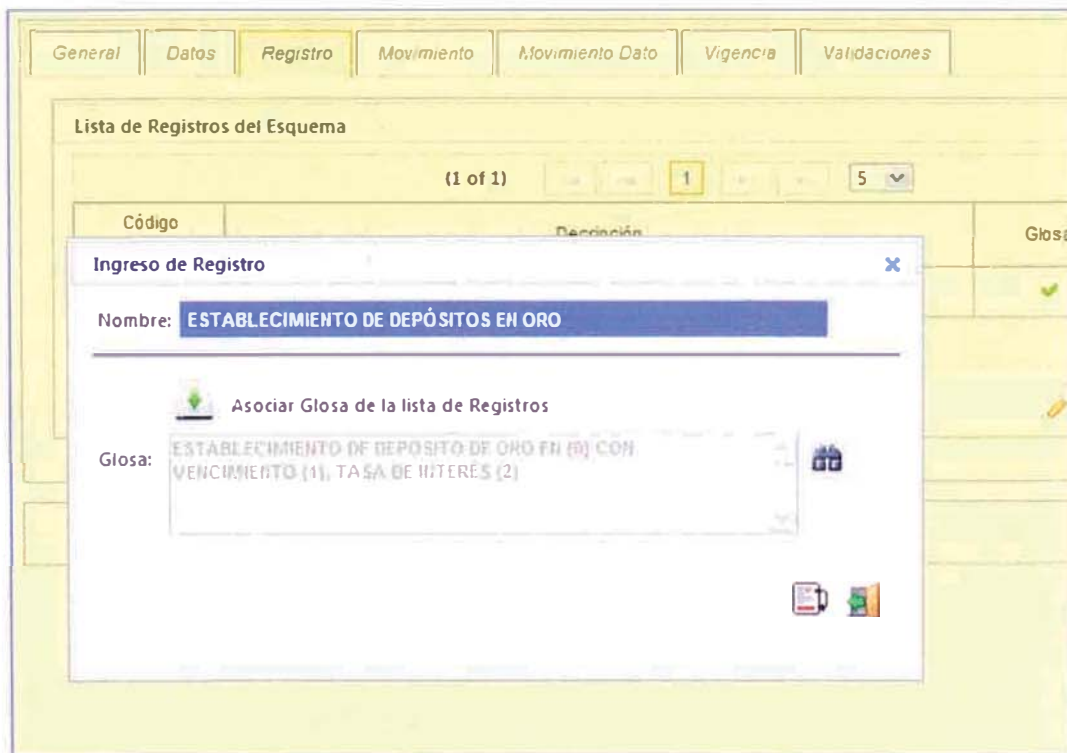 General Datos Registro Movimiento Movimiento Dato Vigencia Validaciones
Lista de Registros del Esquema
(1 of 1) 1 5
Código Decripción Glosa
Ingreso de Registro
Nombre: ESTABLECIMIENTO DE DEPÓSITOS EN ORO
Asociar Glosa de la lista de Registros
Glosa: ESTABLECIMIENTO DE DEPOSITO DE ORO EN {0} CON
VENCIMIENTO {1}, TASA DE INTERÉS {2}